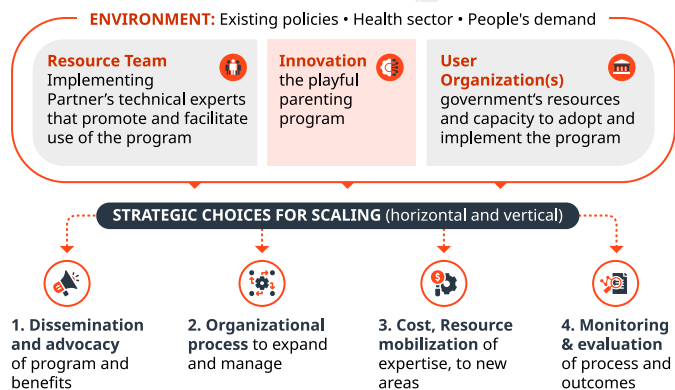 ENVIRONMENT: Existing policies • Health sector • People's demand
Resource Team
Implementing
Partner's technical experts
that promote and facilitate
use of the program
Innovation
the playful
parenting
program
User
Organization(s)
government's resources
and capacity to adopt and
implement the program
STRATEGIC CHOICES FOR SCALING (horizontal and vertical)
1. Dissemination
and advocacy
of program and
benefits
2. Organizational
process to expand
and manage
3. Cost, Resource
mobilization of
expertise, to new
areas
4. Monitoring
& evaluation
of process and
outcomes